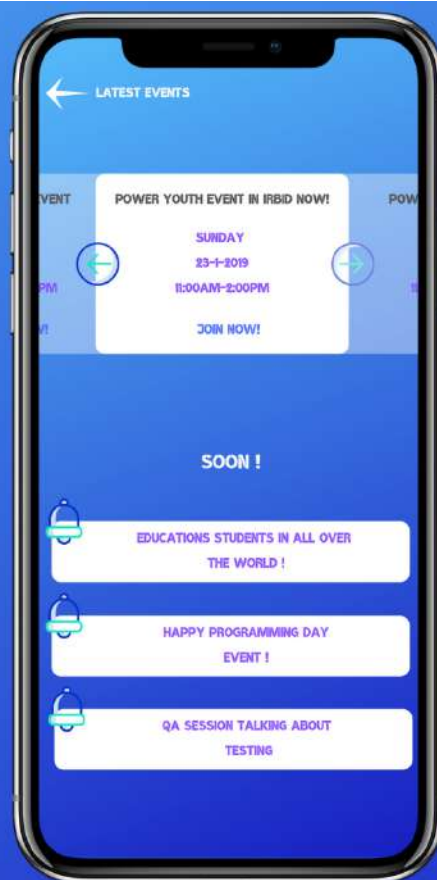 LATEST EVENTS
EVENT
POWER YOUTH EVENT IN IRBID NOW!
POW
SUNDAY
23-1-2019
PM
11:00AM-2:00PM
JOIN NOW!
SOON !
EDUCATIONS STUDENTS IN ALL OVER
THE WORLD !
HAPPY PROGRAMMING DAY
EVENT !
QA SESSION TALKING ABOUT
TESTING